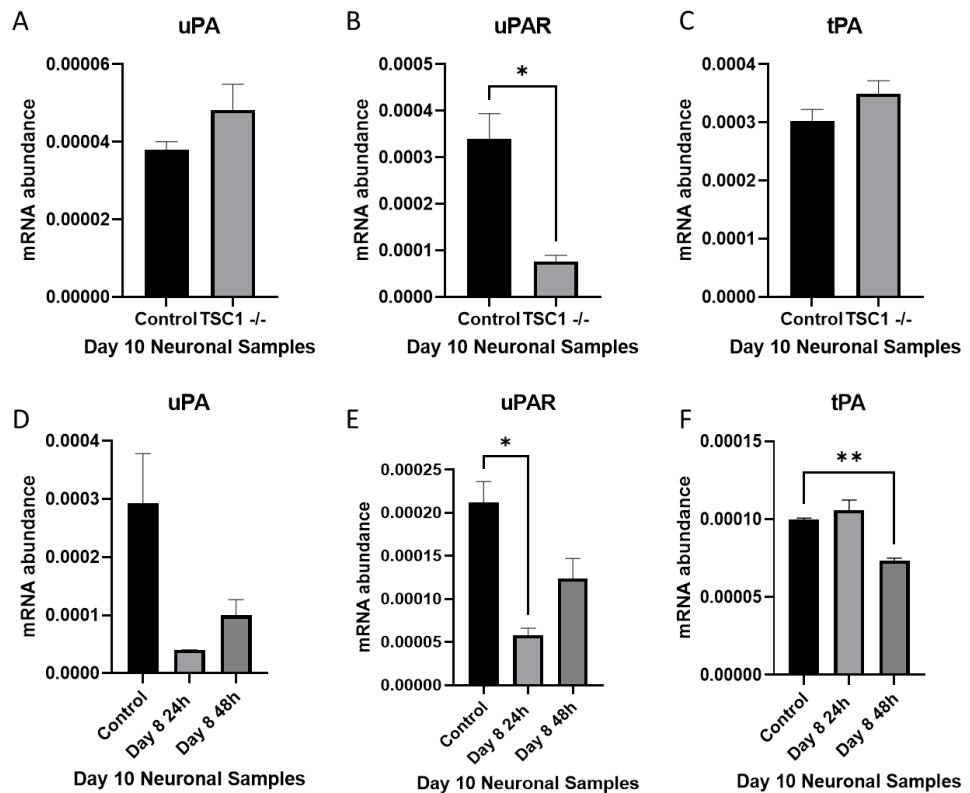 A
uPA
mRNA abundance
0.00006
0.00004
0.00002
0.00000
Control TSC1 -/-
Day 10 Neuronal Samples
B
uPAR
mRNA abundance
0.0005
0.0004
0.0003
0.0002
0.0001
0.0000
*
Control TSC1 -/-
Day 10 Neuronal Samples
C
tPA
mRNA abundance
0.0004
0.0003
0.0002
0.0001
0.0000
Control TSC1 -/-
Day 10 Neuronal Samples
D
uPA
mRNA abundance
0.0004
0.0003
0.0002
0.0001
0.0000
Control
Day 8 24h
Day 8 48h
Day 10 Neuronal Samples
E
uPAR
mRNA abundance
0.00025
0.00020
0.00015
0.00010
0.00005
0.00000
*
Control
Day 8 24h
Day 8 48h
Day 10 Neuronal Samples
F
tPA
mRNA abundance
0.00015
0.00010
0.00005
0.00000
**
Control
Day 8 24h
Day 8 48h
Day 10 Neuronal Samples